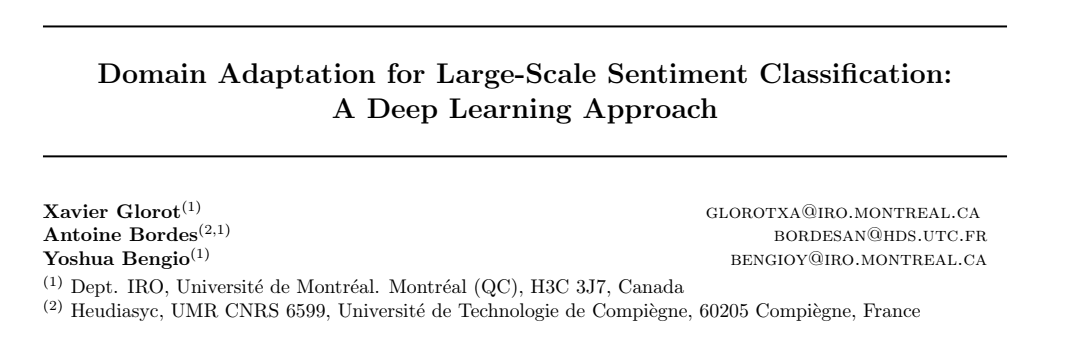 Domain Adaptation for Large-Scale Sentiment Classification:
A Deep Learning Approach
Xavier Glorot(1) GLOROTXA@IRO.MONTREAL.CA
Antoine Bordes(2,1) BORDESAN@HDS.UTC.FR
Yoshua Bengio(1) BENGIOY@IRO.MONTREAL.CA
(1) Dept. IRO, Université de Montréal. Montréal (QC), H3C 3J7, Canada
(2) Heudiasyc, UMR CNRS 6599, Université de Technologie de Compiègne, 60205 Compiègne, France